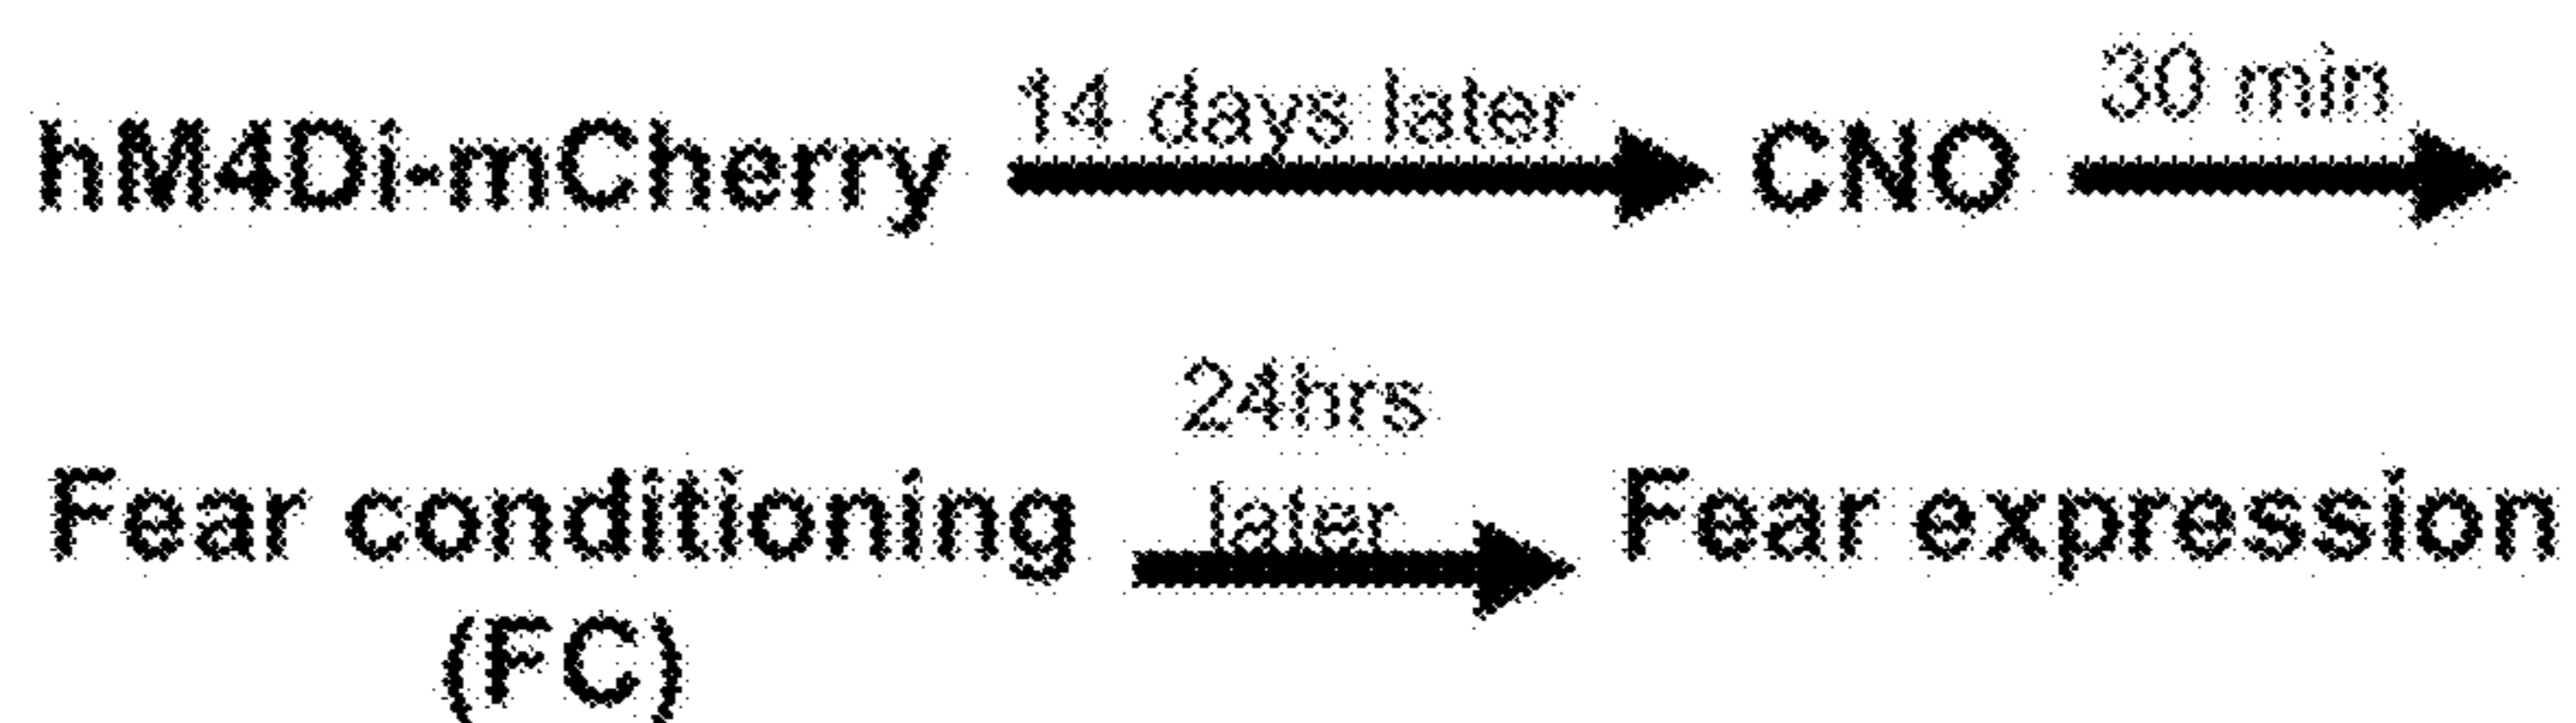 hM4Di-mCherry 14 days later CNO 30 min
24hrs
Fear conditioning later Fear expression
(FC)